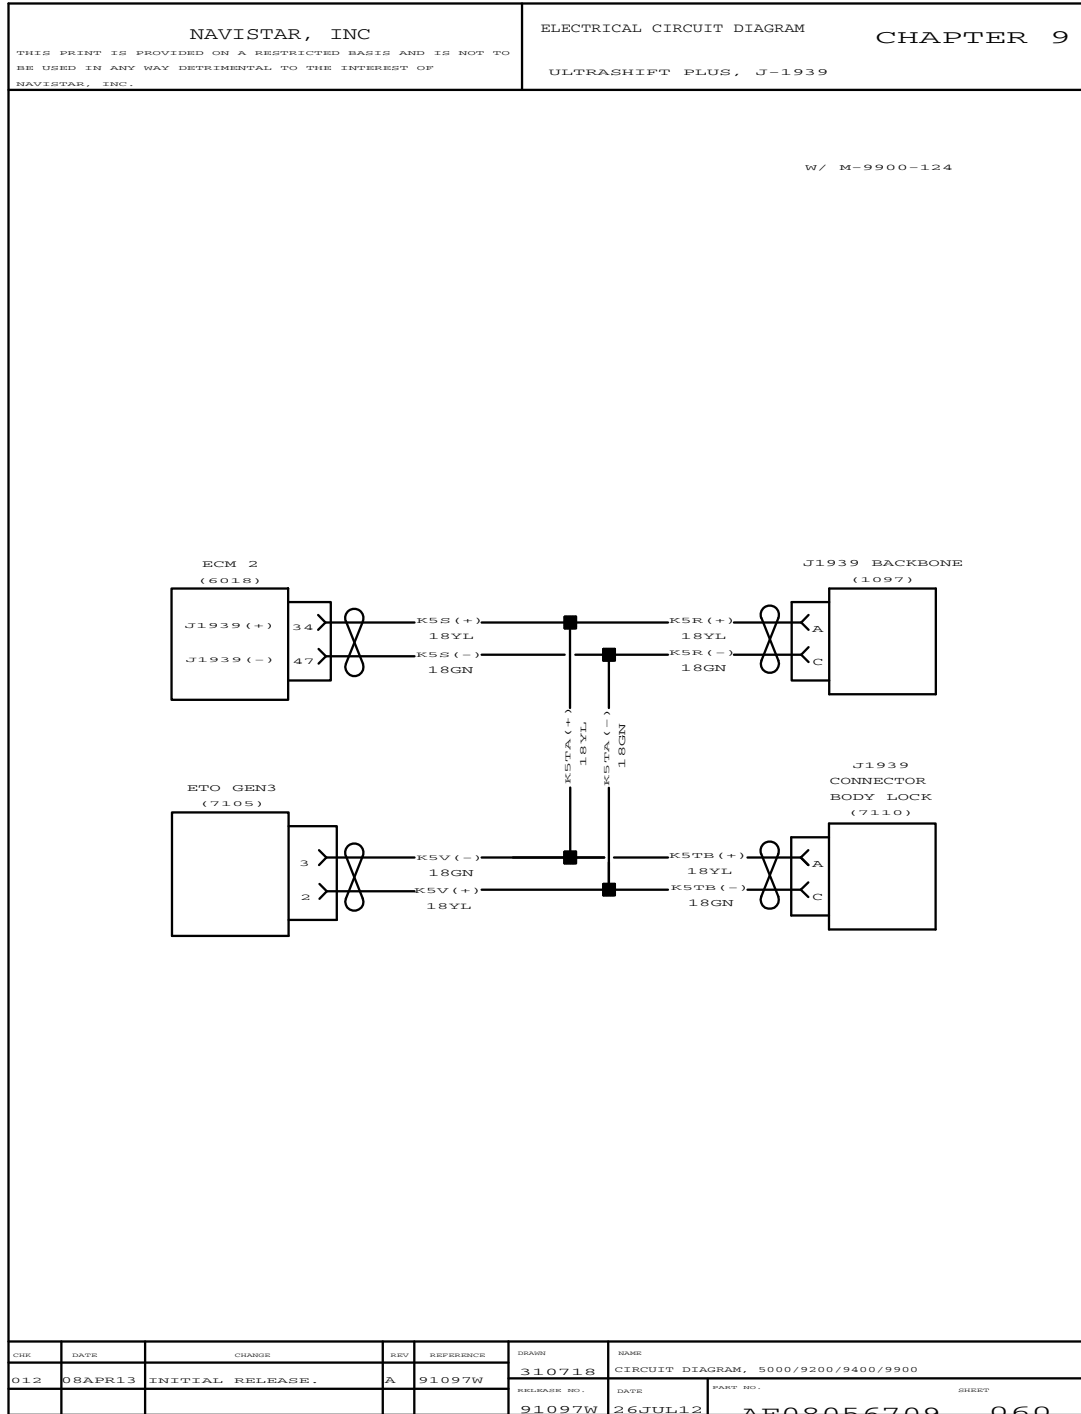 NAVISTAR, INC
THIS PRINT IS PROVIDED ON A RESTRICTED BASIS AND IS NOT TO
BE USED IN ANY WAY DETRIMENTAL TO THE INTEREST OF
NAVISTAR, INC.
ELECTRICAL CIRCUIT DIAGRAM
CHAPTER 9
ULTRASHIFT PLUS, J-1939
W/ M-9900-124
ECM 2
(6018)
J1939(+)
34
J1939(-)
47
K5S(+)
18YL
K5S(-)
18GN
K5R(+)
18YL
K5R(-)
18GN
J1939 BACKBONE
(1097)
A
C
K5TA(+)
18YL
K5TA(-)
18GN
ETO GEN3
(7105)
3
2
K5V(-)
18GN
K5V(+)
18YL
K5TB(+)
18YL
K5TB(-)
18GN
J1939
CONNECTOR
BODY LOCK
(7110)
A
C
CHK DATE CHANGE REV REFERENCE
012 08APR13 INITIAL RELEASE. A 91097W
DRAWN
310718
NAME
CIRCUIT DIAGRAM, 5000/9200/9400/9900
RELEASE NO.
91097W
DATE
26JUL12
PART NO.
AE08056709
SHEET
060